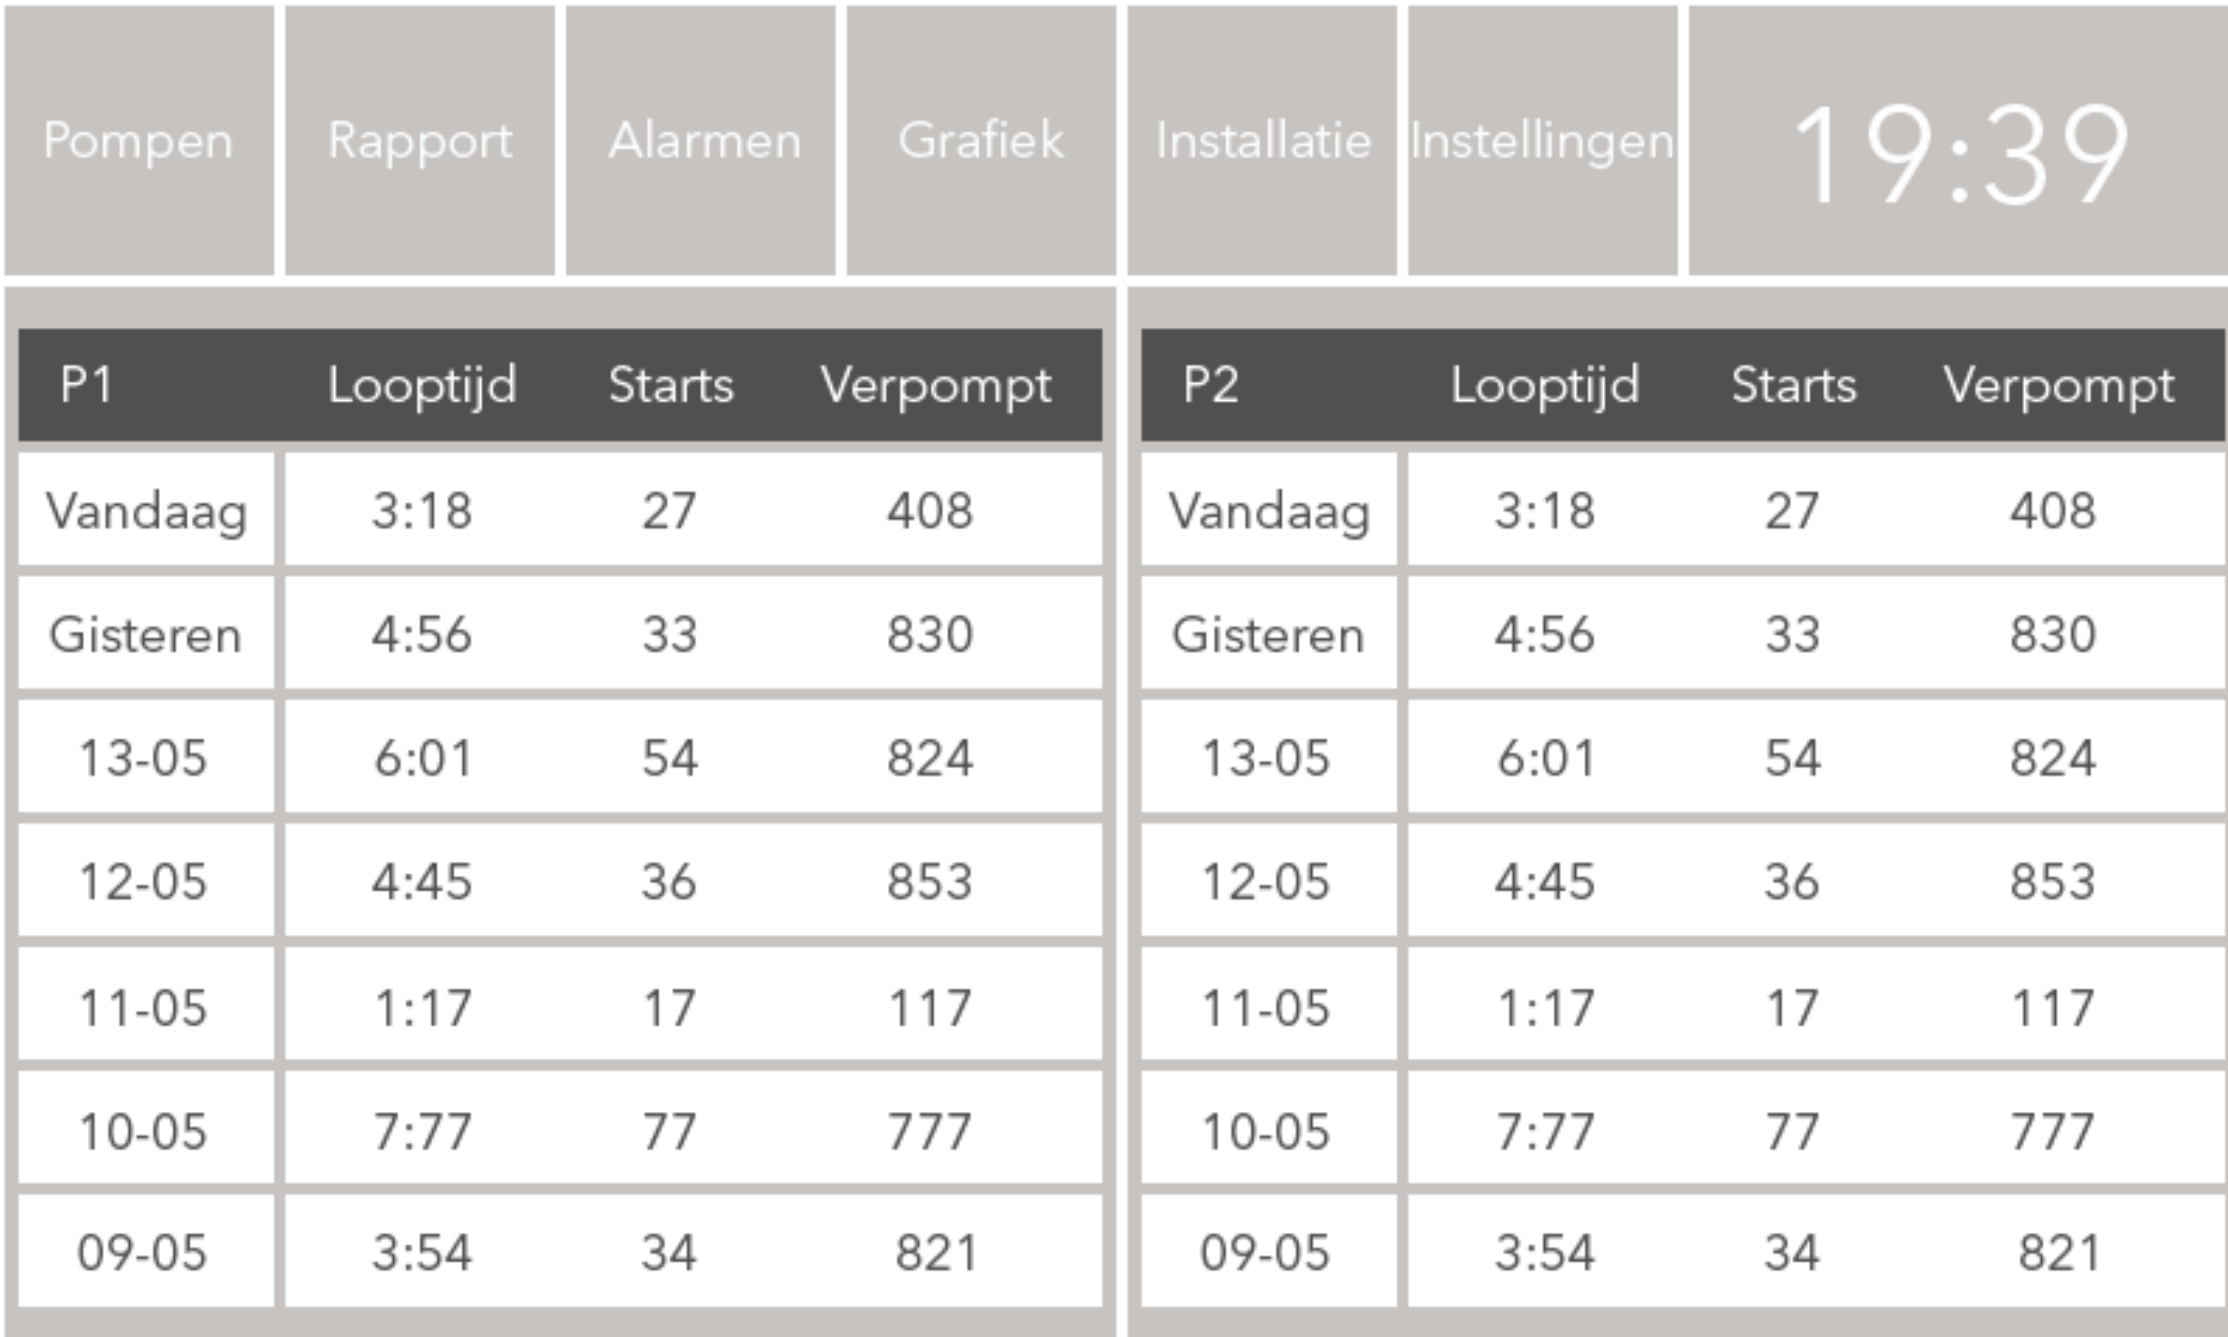 Pompen Rapport Alarmen Grafiek Installatie Instellingen 19:39
P1 Looptijd Starts Verpompt
Vandaag 3:18 27 408
Gisteren 4:56 33 830
13-05 6:01 54 824
12-05 4:45 36 853
11-05 1:17 17 117
10-05 7:77 77 777
09-05 3:54 34 821
P2 Looptijd Starts Verpompt
Vandaag 3:18 27 408
Gisteren 4:56 33 830
13-05 6:01 54 824
12-05 4:45 36 853
11-05 1:17 17 117
10-05 7:77 77 777
09-05 3:54 34 821